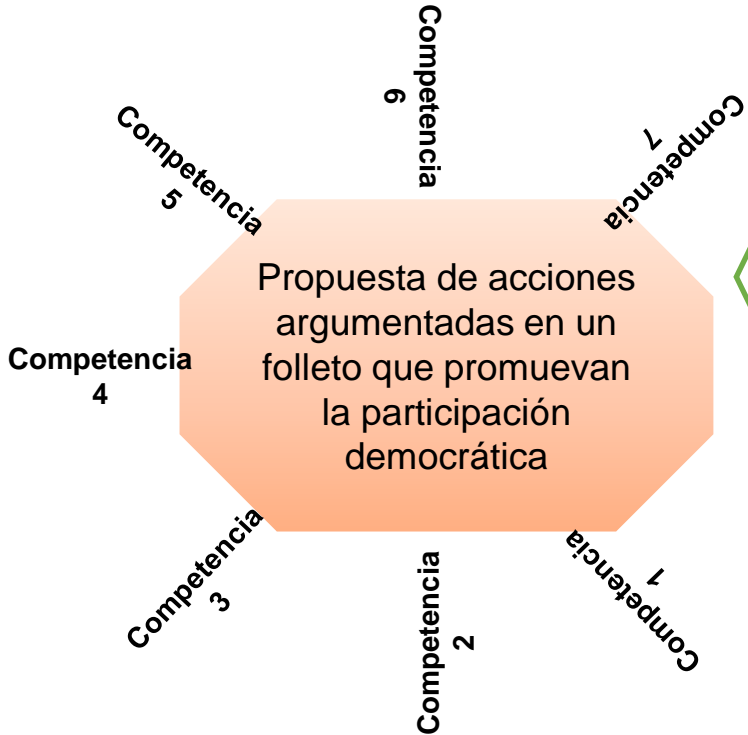 Competencia
6
Competencia
7
Competencia
5
Propuesta de acciones
argumentadas en un
folleto que promuevan
la participación
democrática
Competencia
4
Competencia
3
Competencia
2
Competencia
1